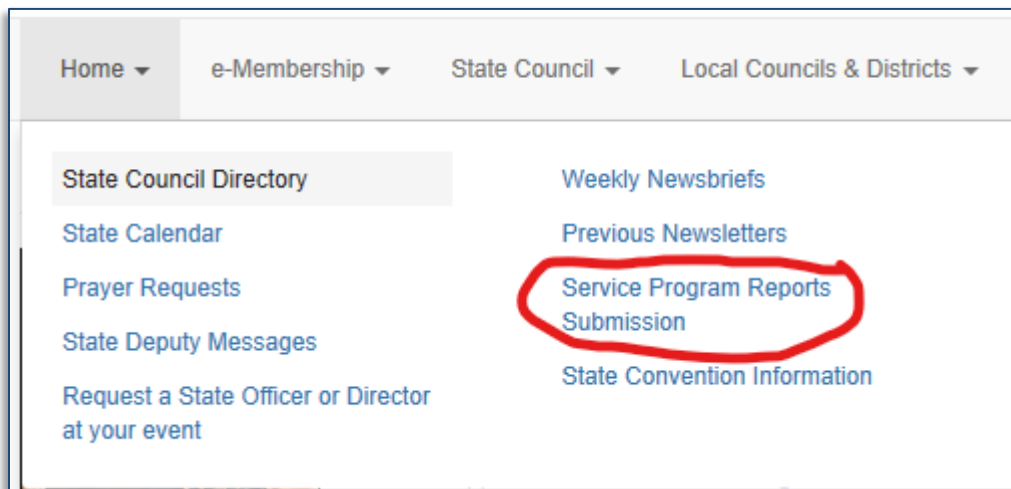 Home e-Membership State Council Local Councils & Districts
State Council Directory
State Calendar
Prayer Requests
State Deputy Messages
Request a State Officer or Director
at your event
Weekly Newsbriefs
Previous Newsletters
Service Program Reports
Submission
State Convention Information